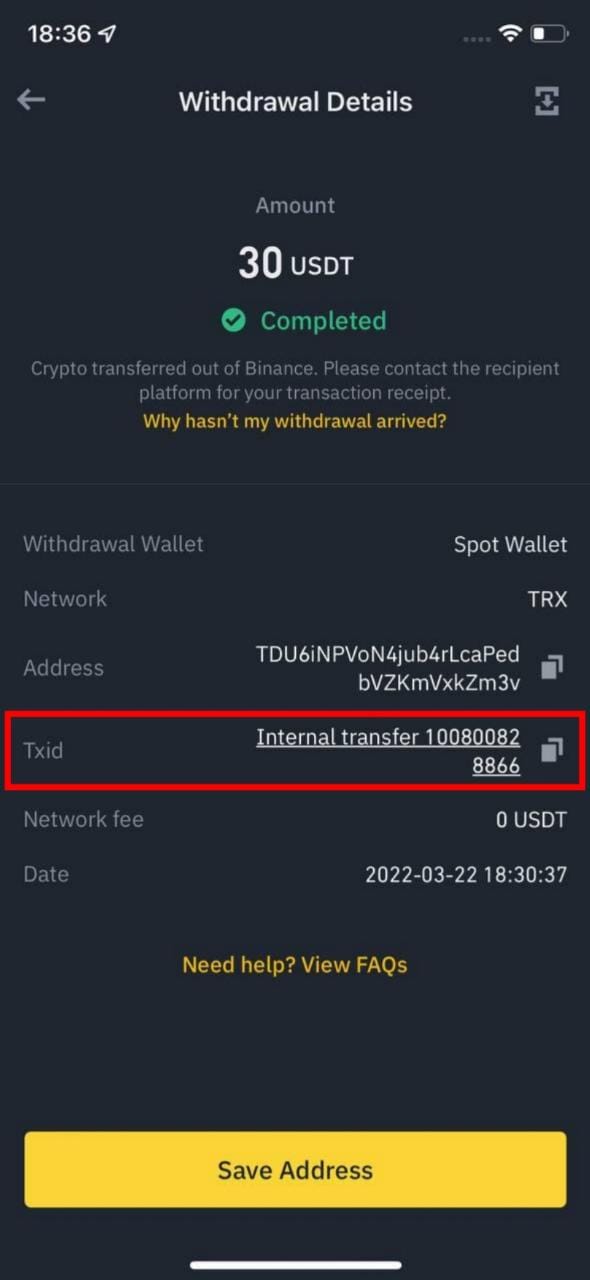 18:36
Withdrawal Details
Amount
30 USDT
Completed
Crypto transferred out of Binance. Please contact the recipient
platform for your transaction receipt.
Why hasn't my withdrawal arrived?
Withdrawal Wallet Spot Wallet
Network TRX
Address TDU6iNPVoN4jub4rLcaPed
bVZKmVxkZm3v
Txid Internal transfer 10080082
8866
Network fee 0 USDT
Date 2022-03-22 18:30:37
Need help? View FAQs
Save Address